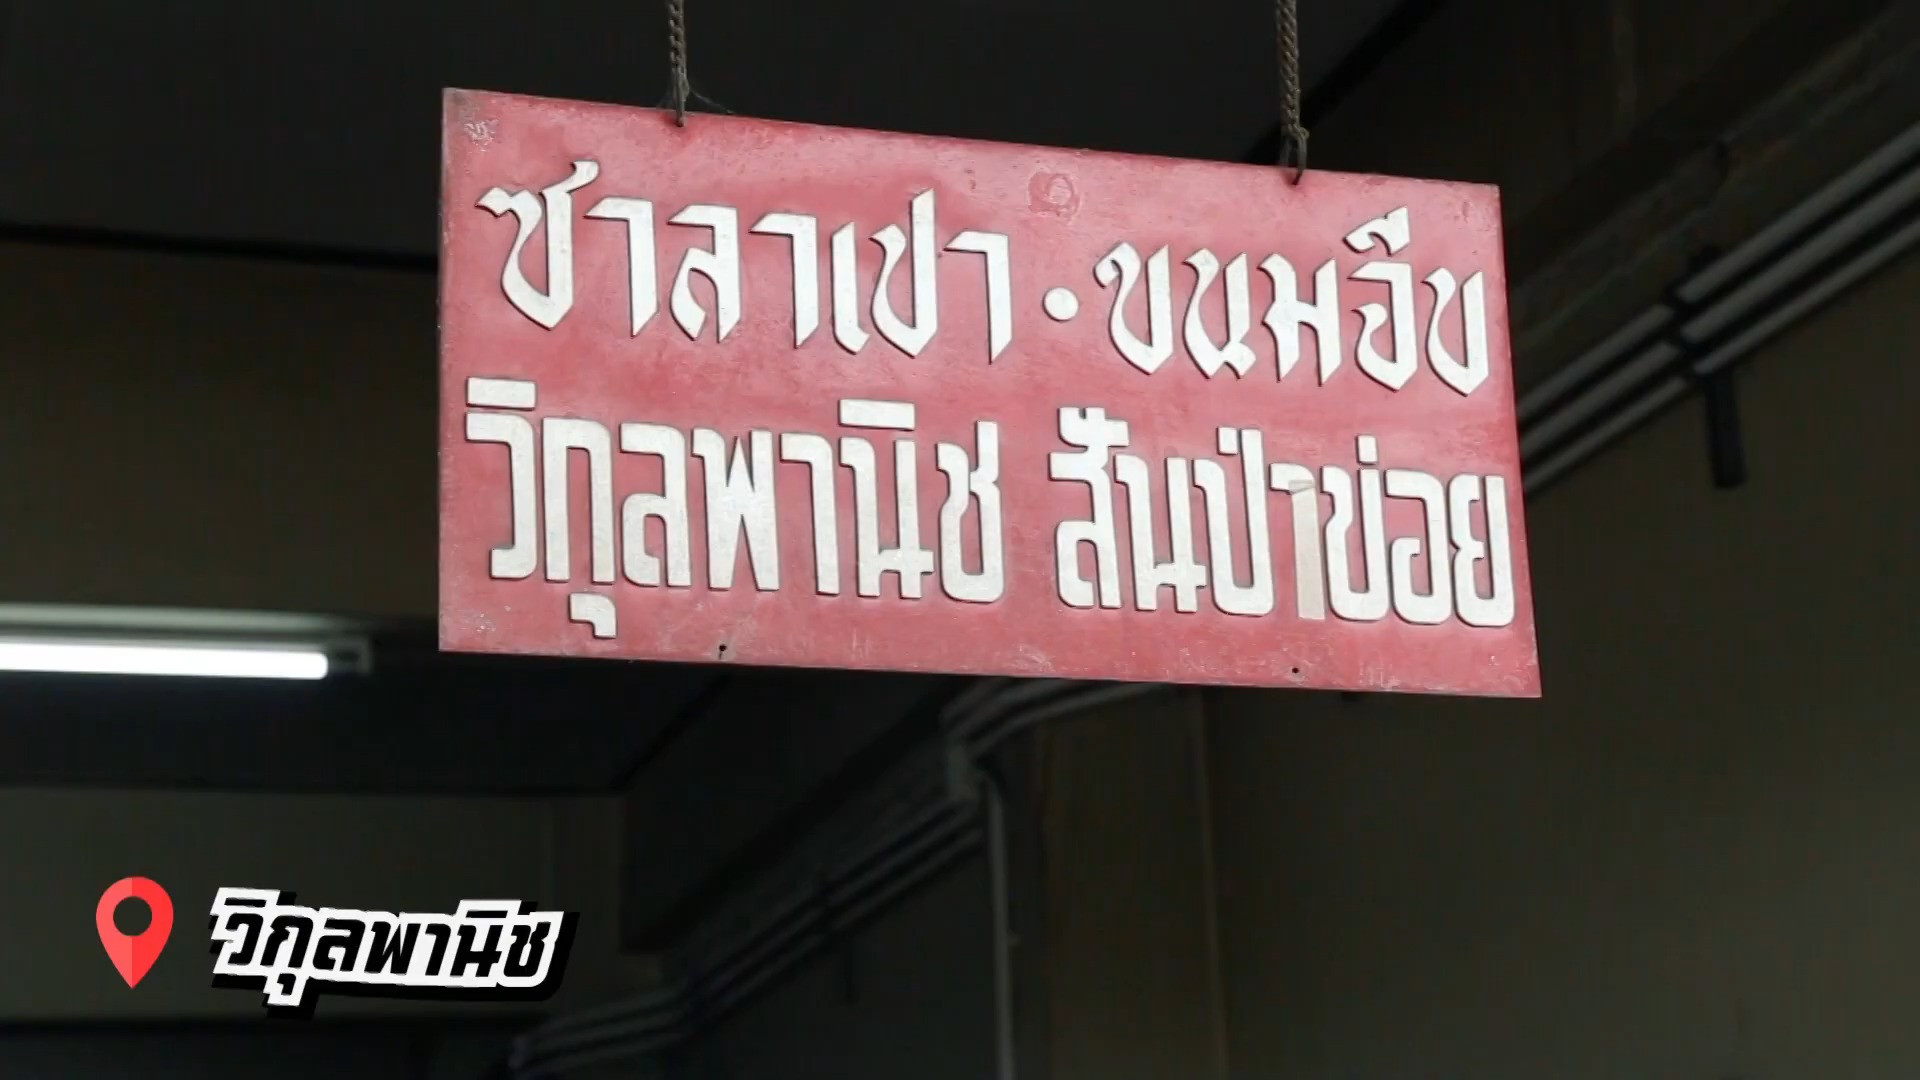 ซาลาเปา • ขนมจีบ
วิกุลพานิช สันป่าข่อย
วิกุลพานิช